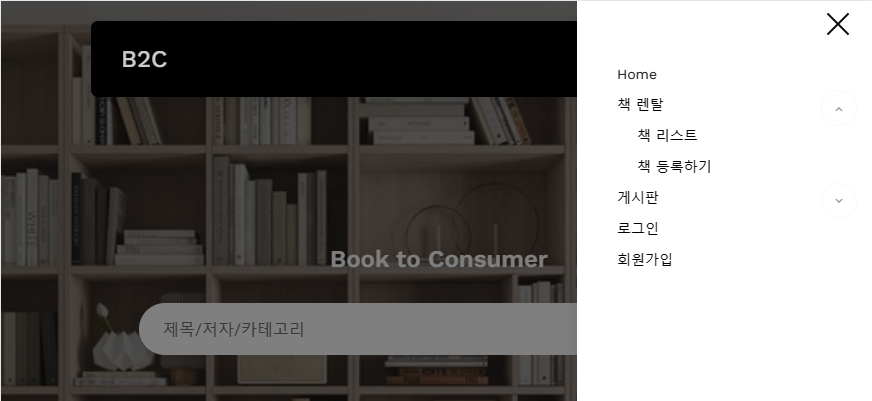 B2C
Book to Consumer
제목/저자/카테고리
Home
책 렌탈
책 리스트
책 등록하기
게시판
로그인
회원가입